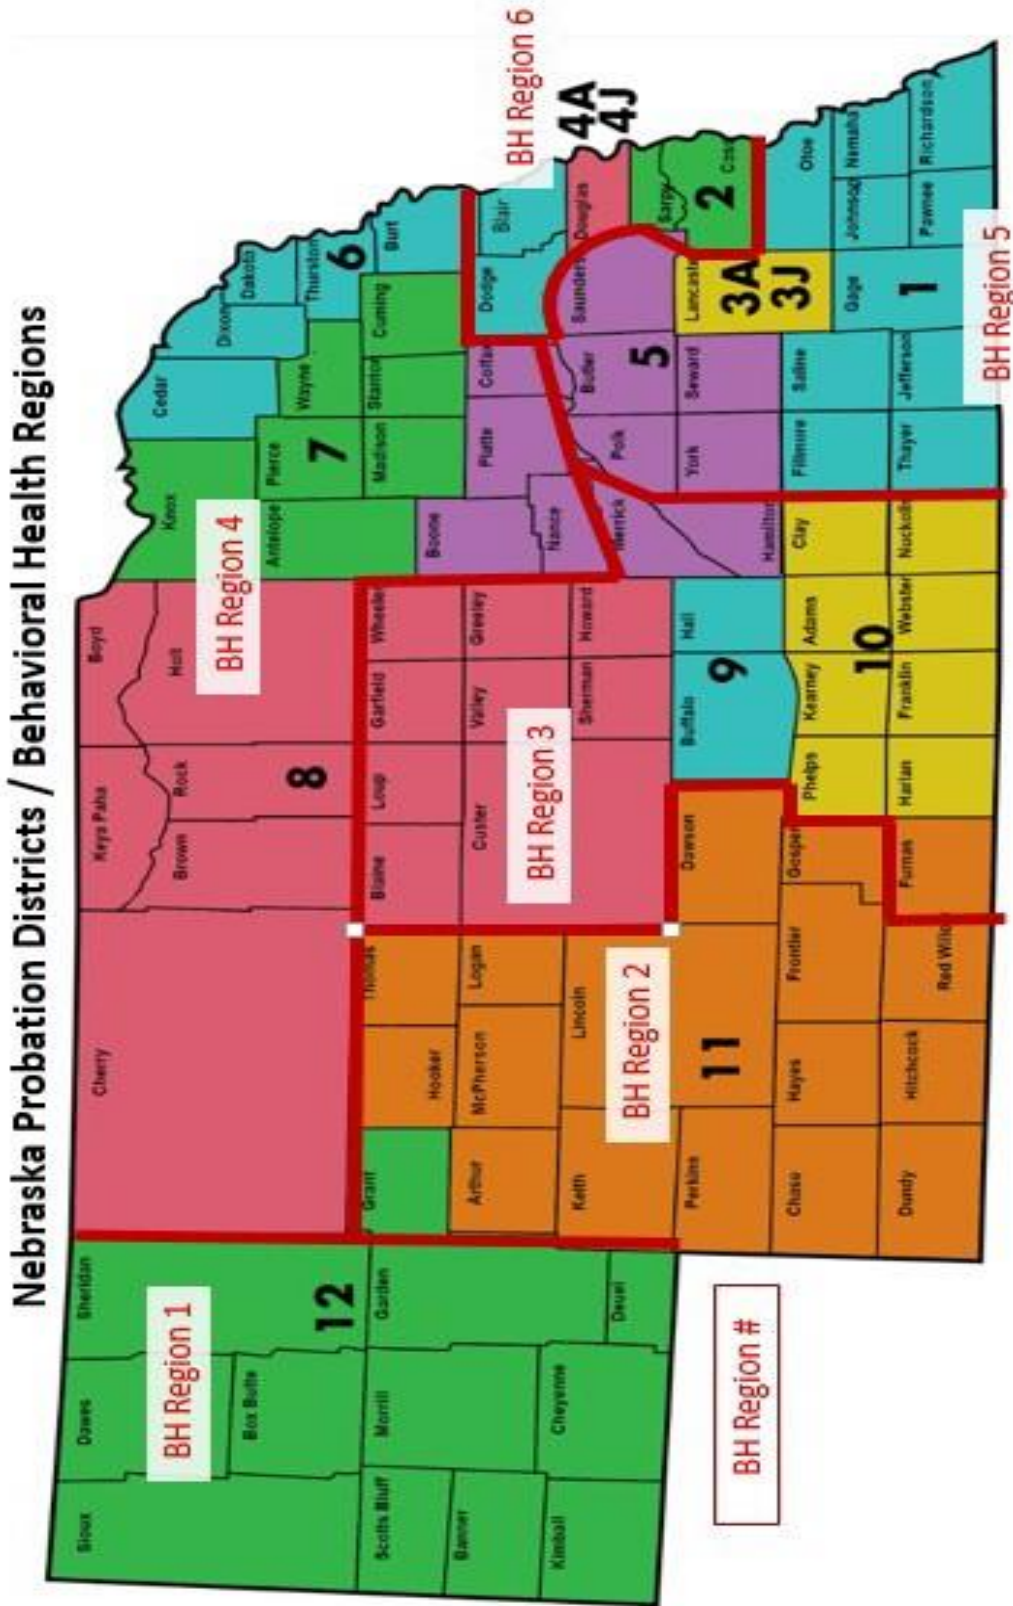 Nebraska Probation Districts / Behavioral Health Regions
Sioux
Dawes
Sheridan
BH Region 1
Box Butte
12
Scotts Bluff
Morrill
Garden
Banner
Kimball
Cheyenne
Deuel
Cherry
Keya Paha
Boyd
Brown
Rock
Holt
8
BH Region 4
Knox
Antelope
Pierce
7
Madison
Wayne
Stanton
Cuming
Cedar
Dixon
Dakota
Thurston
6
Burt
Grant
Hooker
Thomas
Arthur
McPherson
Logan
Keith
Lincoln
BH Region 2
Perkins
11
Chase
Hayes
Frontier
Dundy
Hitchcock
Red Willo
Blaine
Loup
Garfield
Wheeler
Custer
Valley
Greeley
BH Region 3
Sherman
Howard
Dawson
Buffalo
Hall
9
Gosper
Phelps
Kearney
Adams
Clay
10
Furnas
Harlan
Franklin
Webster
Nuckolls
Boone
Nance
Merrick
Hamilton
Platte
Colfax
Polk
Butler
Saunders
5
York
Seward
Lancaster
3A
3J
Dodge
Blair
BH Region 6
Douglas
4A
4J
Sarpy
Cass
2
Otoe
Fillmore
Saline
Gage
Johnson
Nemaha
Thayer
Jefferson
1
Pawnee
Richardson
BH Region 5
BH Region #